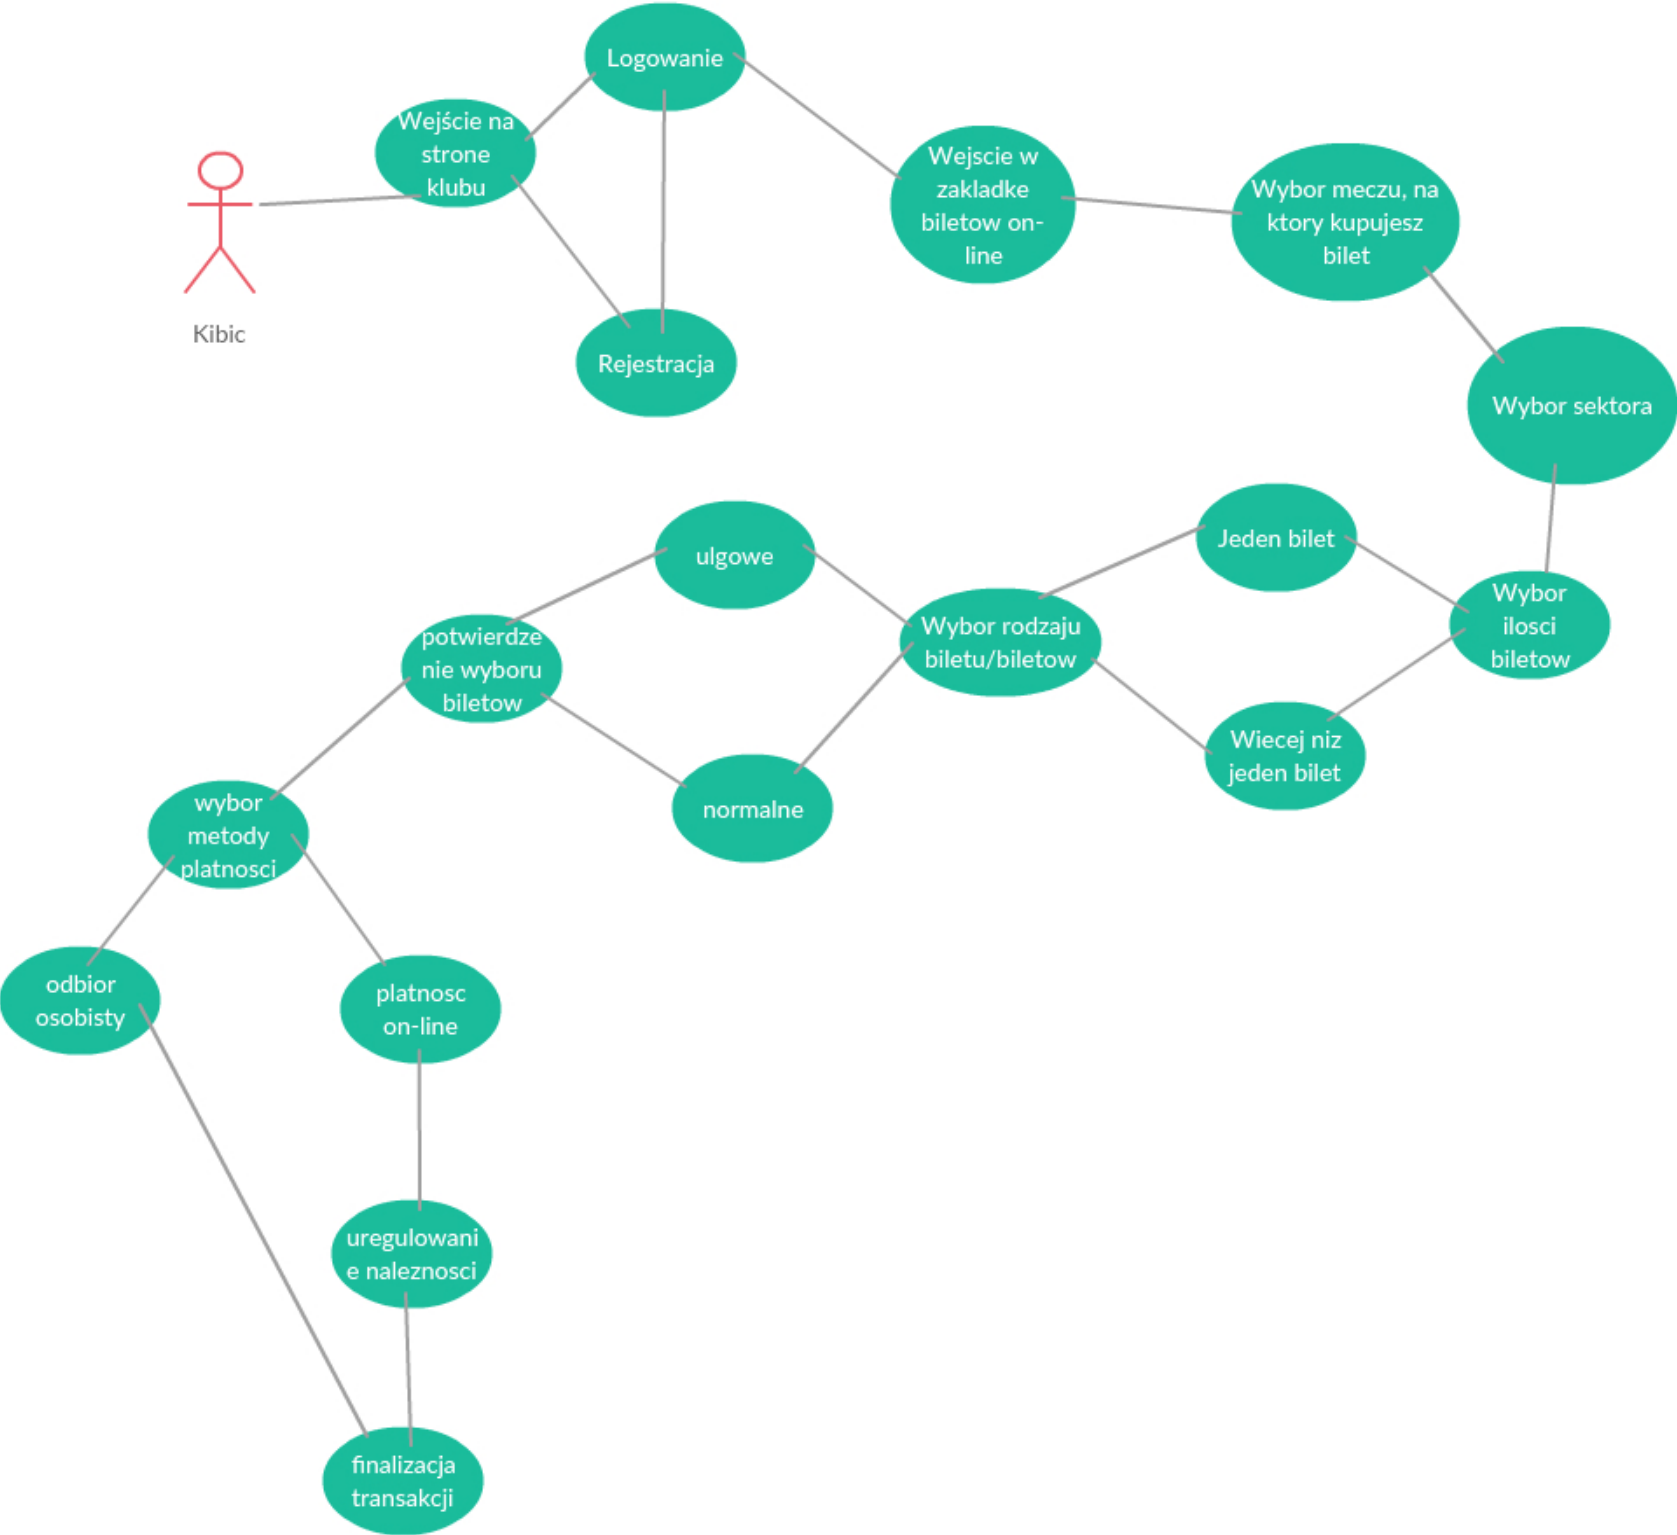 Logowanie
Wejście na
strone
klubu
Kibic
Rejestracja
Wejscie w
zakladke
biletow on-
line
Wybor meczu, na
ktory kupujesz
bilet
Wybor sektora
Wybor
ilosci
biletow
Jeden bilet
Wiecej niz
jeden bilet
Wybor rodzaju
biletu/biletow
ulgowe
normalne
potwierdze
nie wyboru
biletow
wybor
metody
platnosci
odbior
osobisty
platnosc
on-line
uregulowani
e naleznosci
finalizacja
transakcji